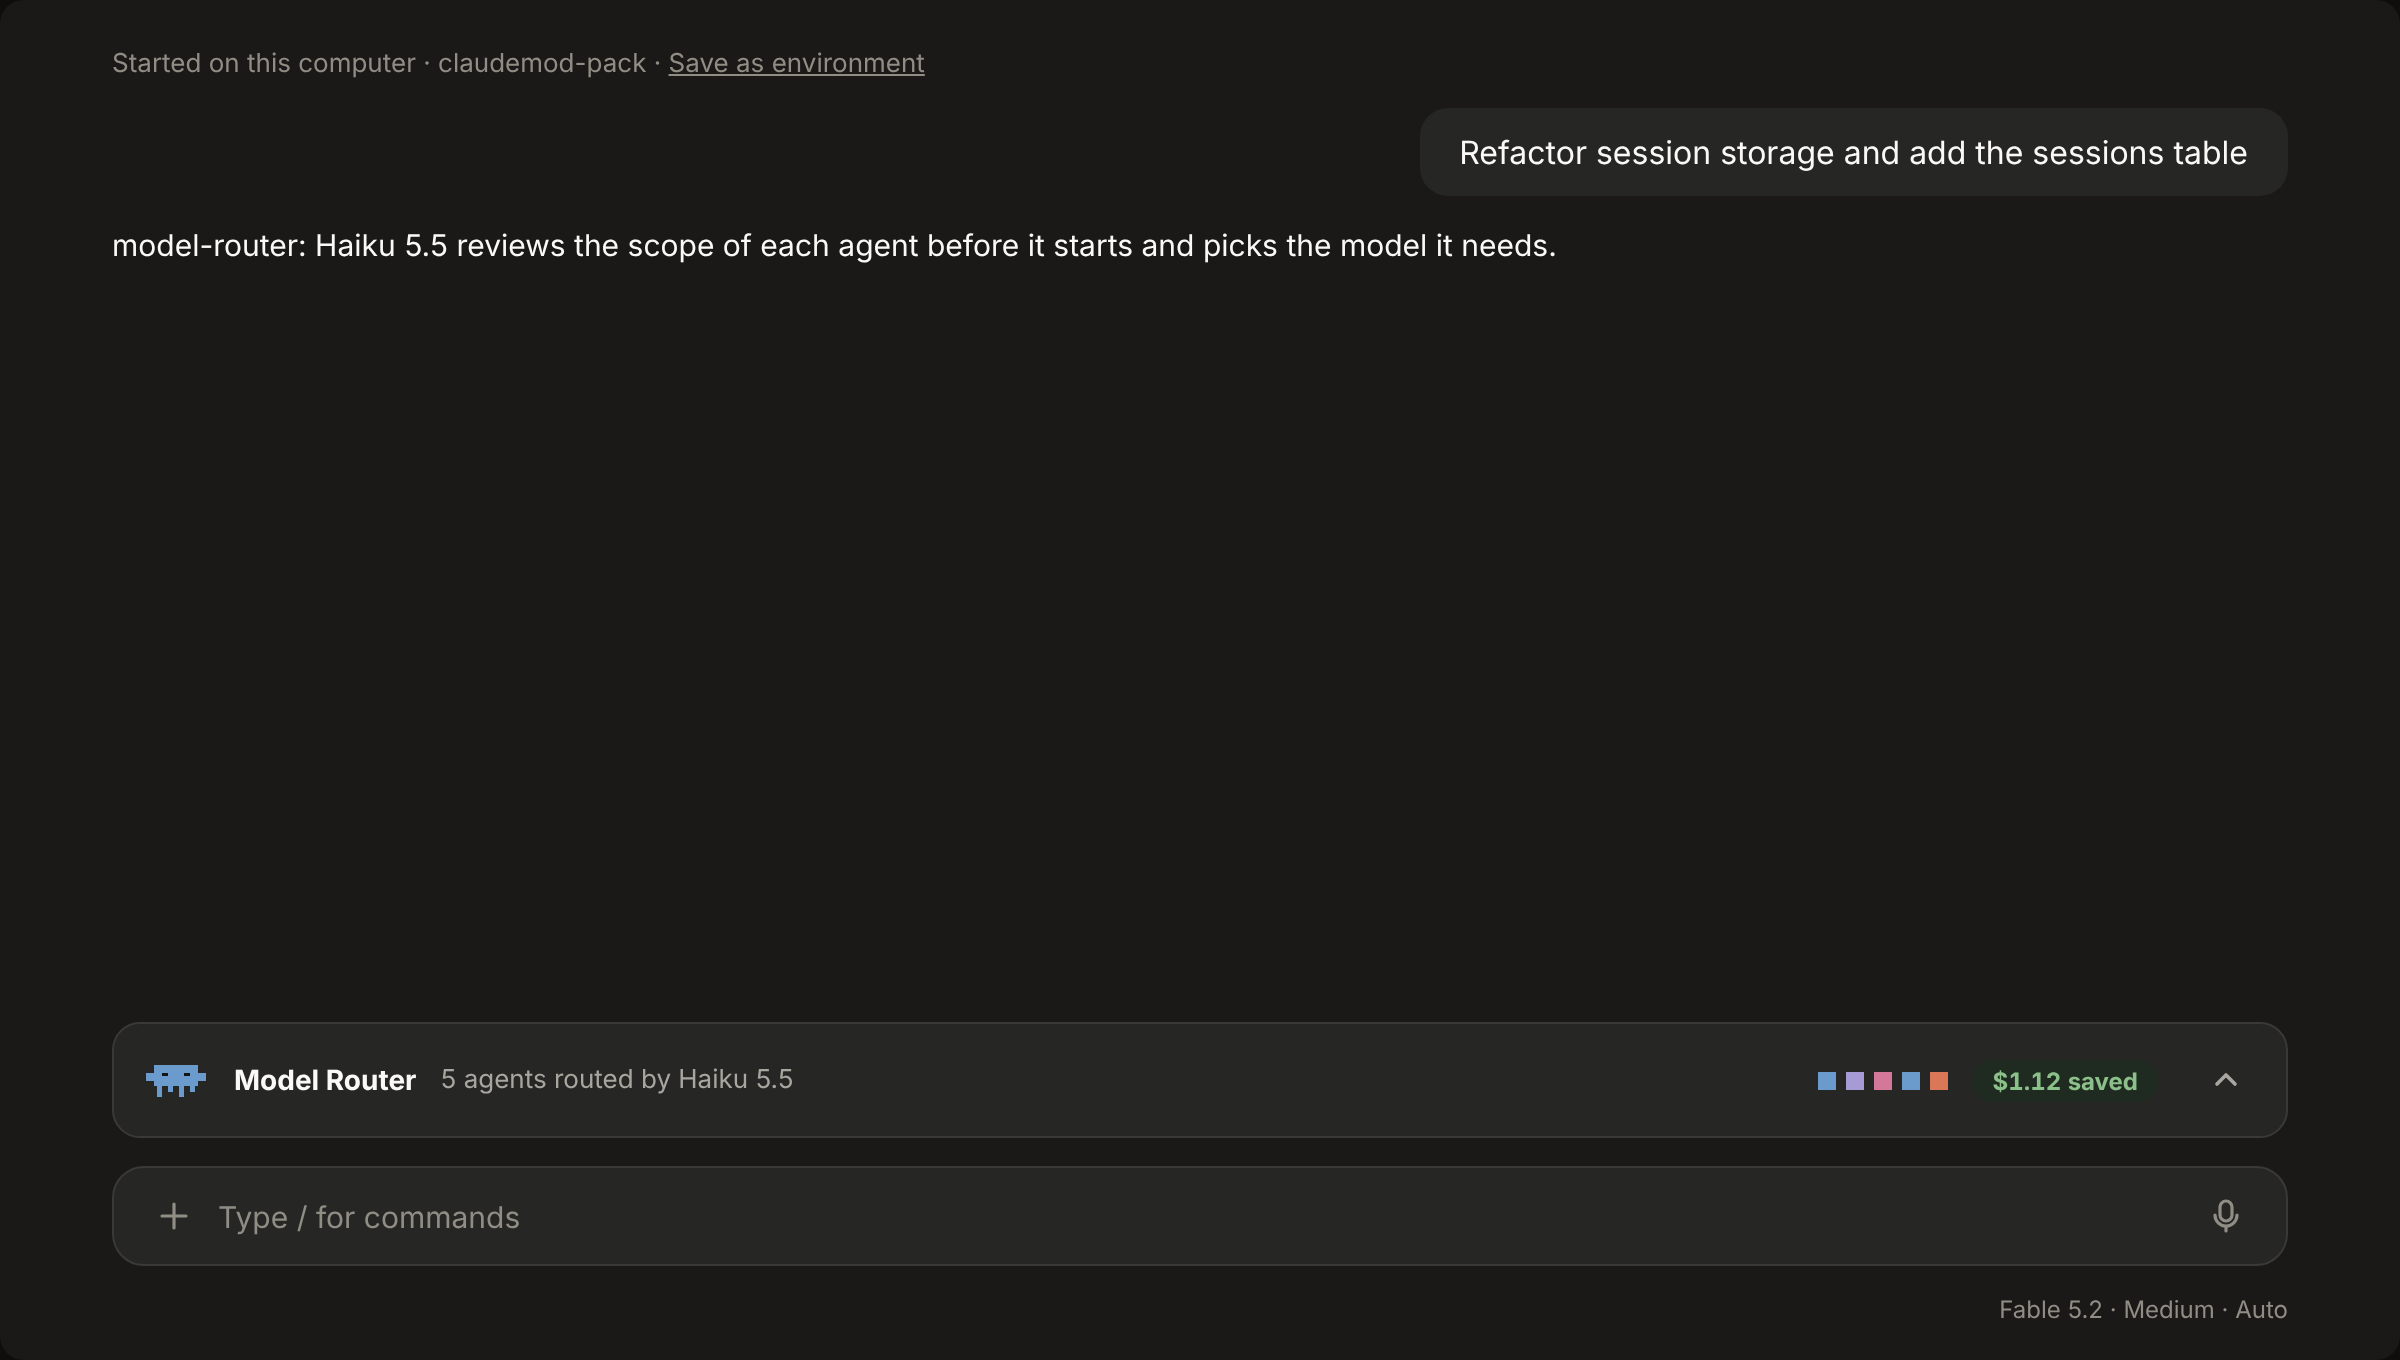 Started on this computer · claudemod-pack · Save as environment
Refactor session storage and add the sessions table
model-router: Haiku 5.5 reviews the scope of each agent before it starts and picks the model it needs.
Model Router 5 agents routed by Haiku 5.5 $1.12 saved
Type / for commands
Fable 5.2 · Medium · Auto